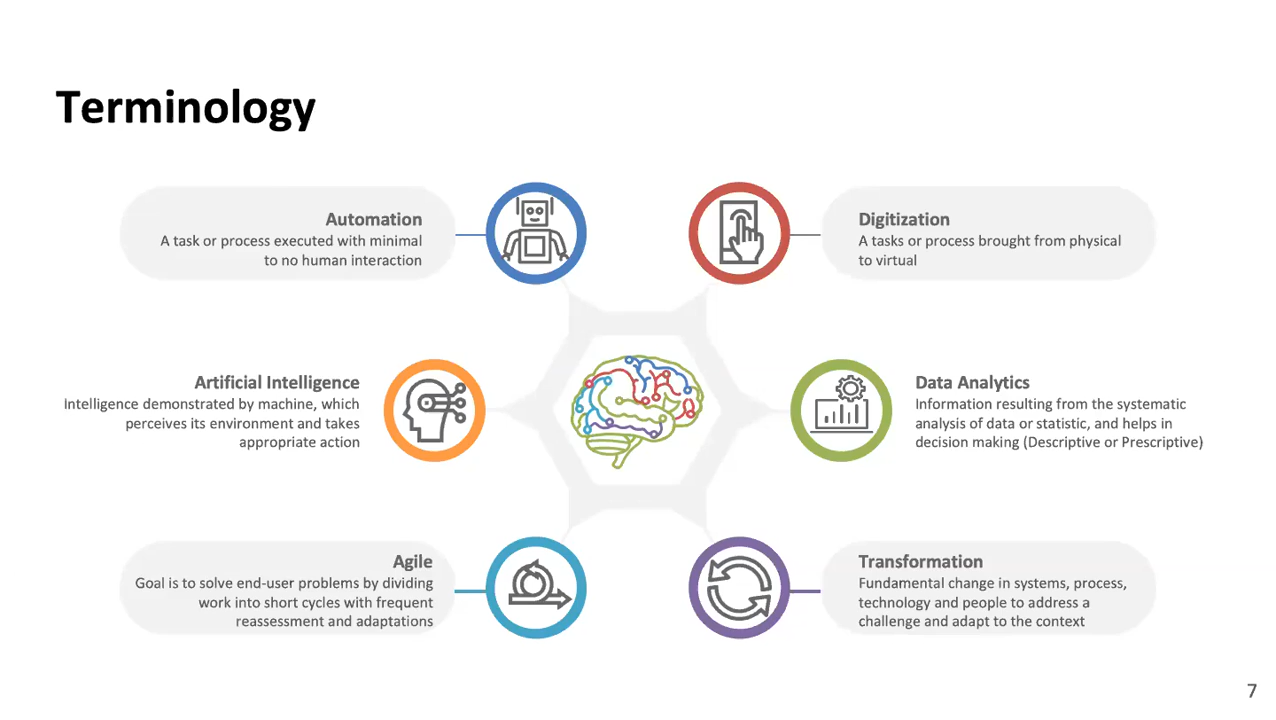 Terminology
Automation
A task or process executed with minimal
to no human interaction
Digitization
A tasks or process brought from physical
to virtual
Artificial Intelligence
Intelligence demonstrated by machine, which
perceives its environment and takes
appropriate action
Data Analytics
Information resulting from the systematic
analysis of data or statistic, and helps in
decision making (Descriptive or Prescriptive)
Agile
Goal is to solve end-user problems by dividing
work into short cycles with frequent
reassessment and adaptations
Transformation
Fundamental change in systems, process,
technology and people to address a
challenge and adapt to the context
7